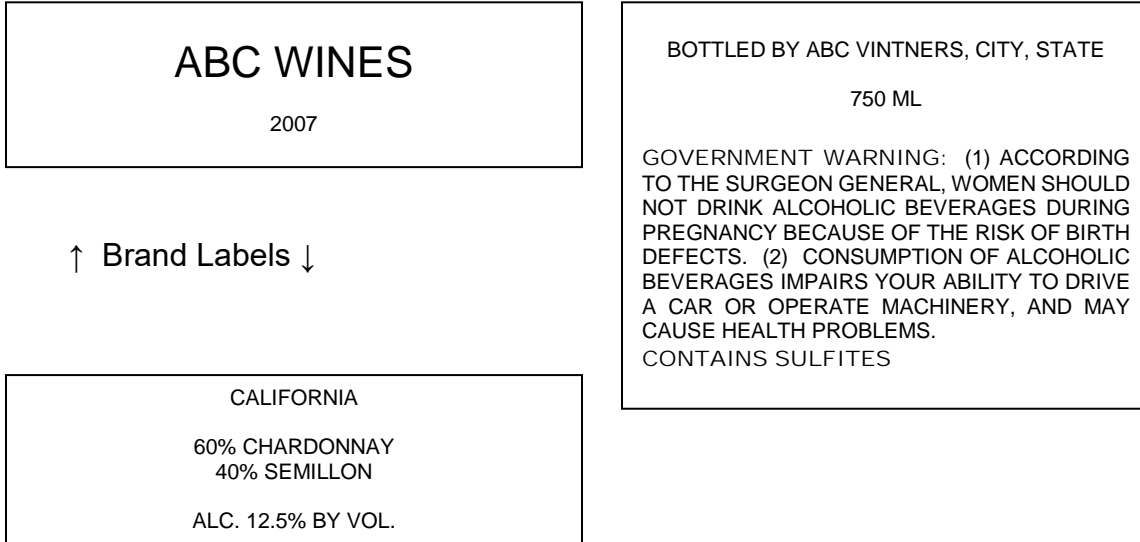 ABC WINES
2007
↑ Brand Labels ↓
CALIFORNIA
60% CHARDONNAY
40% SEMILLON
ALC. 12.5% BY VOL.
BOTTLED BY ABC VINTNERS, CITY, STATE
750 ML
GOVERNMENT WARNING: (1) ACCORDING
TO THE SURGEON GENERAL, WOMEN SHOULD
NOT DRINK ALCOHOLIC BEVERAGES DURING
PREGNANCY BECAUSE OF THE RISK OF BIRTH
DEFECTS. (2) CONSUMPTION OF ALCOHOLIC
BEVERAGES IMPAIRS YOUR ABILITY TO DRIVE
A CAR OR OPERATE MACHINERY, AND MAY
CAUSE HEALTH PROBLEMS.
CONTAINS SULFITES